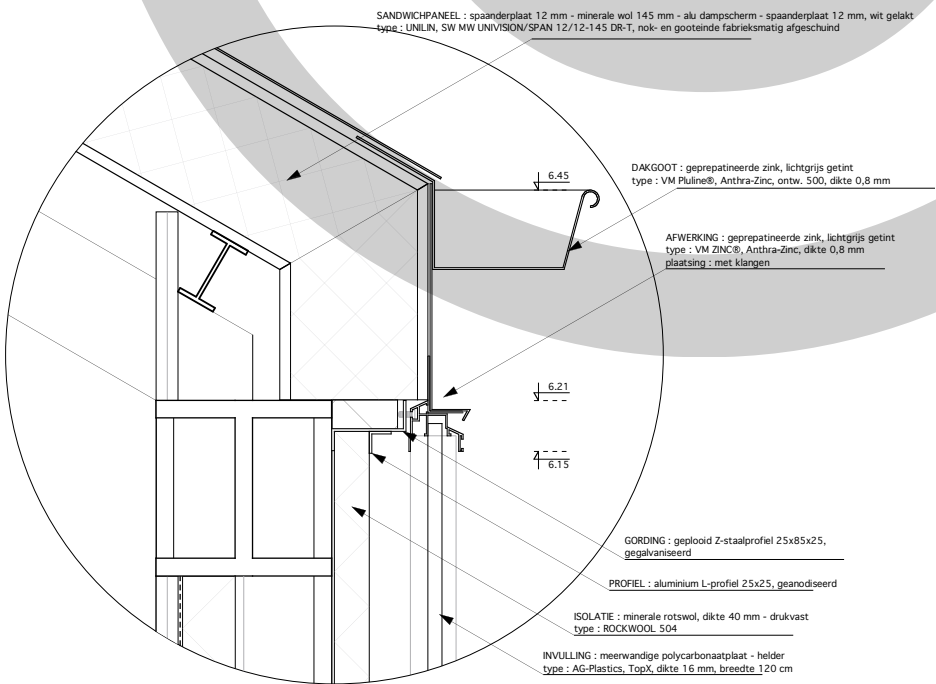 SANDWICHPANEEL : spaanderplaat 12 mm - minerale wol 145 mm - alu dampscherm - spaanderplaat 12 mm, wit gelakt
type : UNILIN, SW MW UNIVISION/SPAN 12/12-145 DR-T, nok- en gooteinde fabrieksmatig afgeschuind
DAKGOOT : geprepatineerde zink, lichtgrijs getint
type : VM Pluline®, Anthra-Zinc, ontw. 500, dikte 0,8 mm
6.45
AFWERKING : geprepatineerde zink, lichtgrijs getint
type : VM ZINC®, Anthra-Zinc, dikte 0,8 mm
plaatsing : met klangen
6.21
6.15
GORDING : geplooid Z-staalprofiel 25x85x25,
gegalvaniseerd
PROFIEL : aluminium L-profiel 25x25, geanodiseerd
ISOLATIE : minerale rotswol, dikte 40 mm - drukvast
type : ROCKWOOL 504
INVULLING : meerwandige polycarbonaatplaat - helder
type : AG-Plastics, TopX, dikte 16 mm, breedte 120 cm